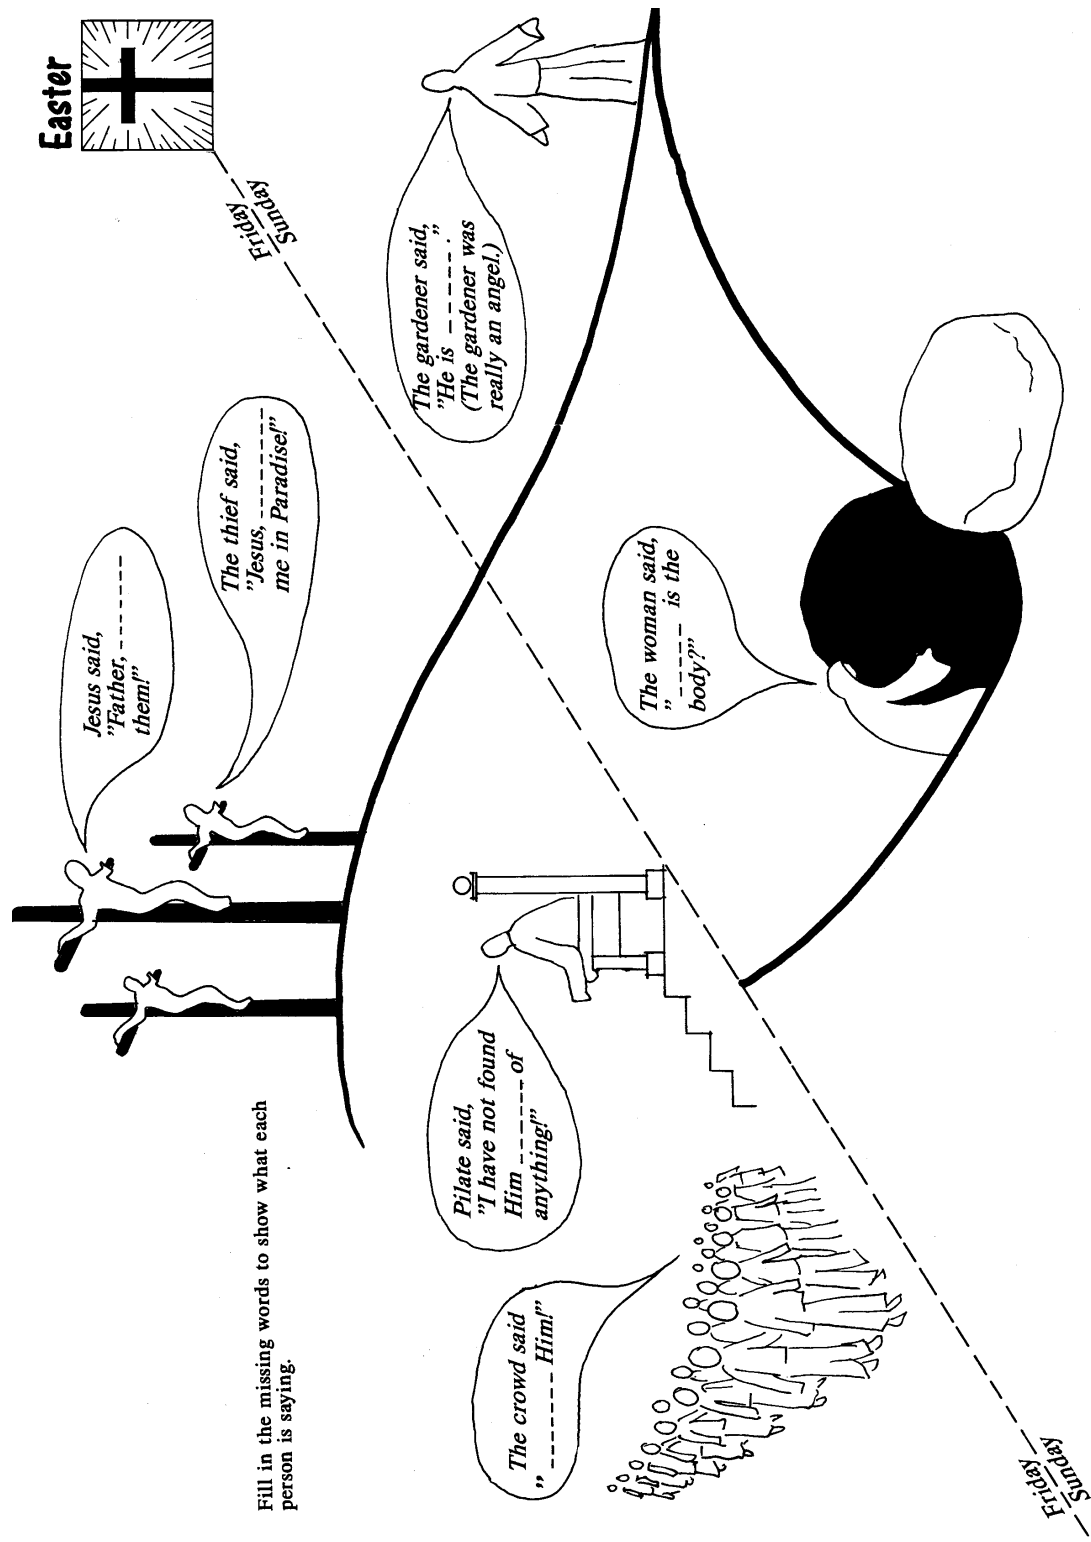 Easter
Fill in the missing words to show what each
person is saying.
Jesus said,
"Father, -------
them!"
The thief said,
"Jesus, --------
me in Paradise!"
Pilate said,
"I have not found
Him ------ of
anything!"
The crowd said
" ------- Him!"
Friday
Sunday
The gardener said,
"He is ------."
(The gardener was
really an angel.)
The woman said,
" ----- is the
body?"
Friday
Sunday